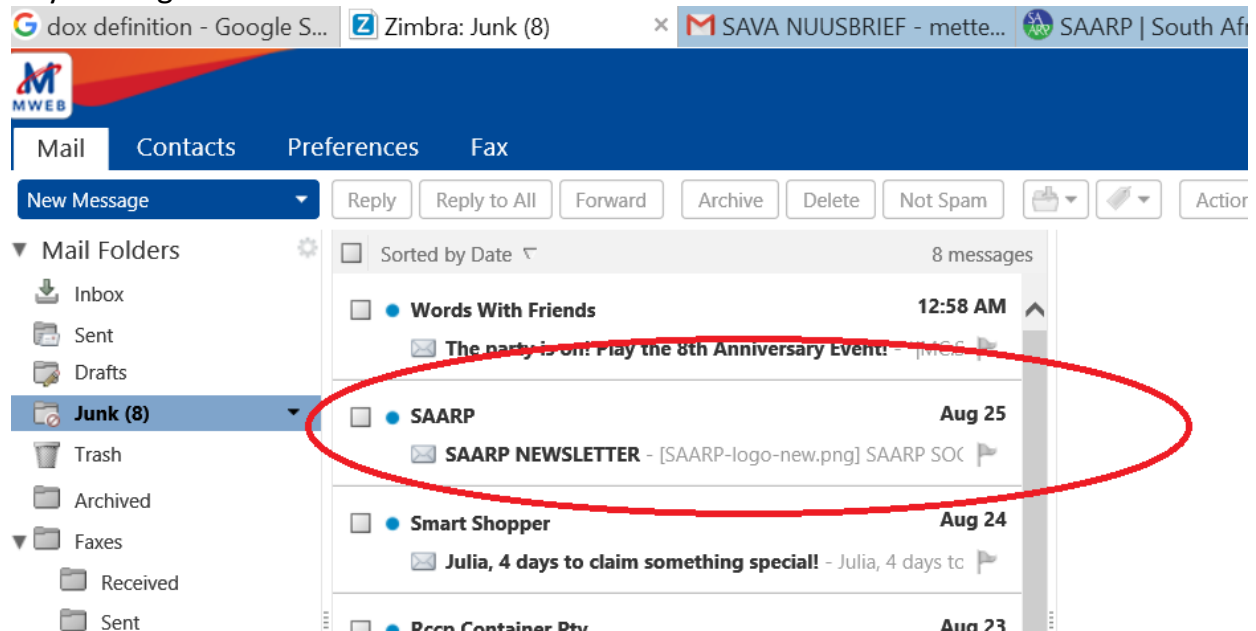 dox definition - Google S...
Zimbra: Junk (8)
SAVA NUUSBRIEF - mette...
SAARP | South Afr
MWEB
Mail Contacts Preferences Fax
New Message
Reply Reply to All Forward Archive Delete Not Spam Action
Mail Folders
Sorted by Date 8 messages
Inbox
Words With Friends 12:58 AM
Sent
The party is on! Play the 8th Anniversary Event! -
Drafts
Junk (8)
SAARP Aug 25
Trash
SAARP NEWSLETTER - [SAARP-logo-new.png] SAARP SOC
Archived
Smart Shopper Aug 24
Faxes
Julia, 4 days to claim something special! - Julia, 4 days to
Received
Sent
Container Pty Aug 23